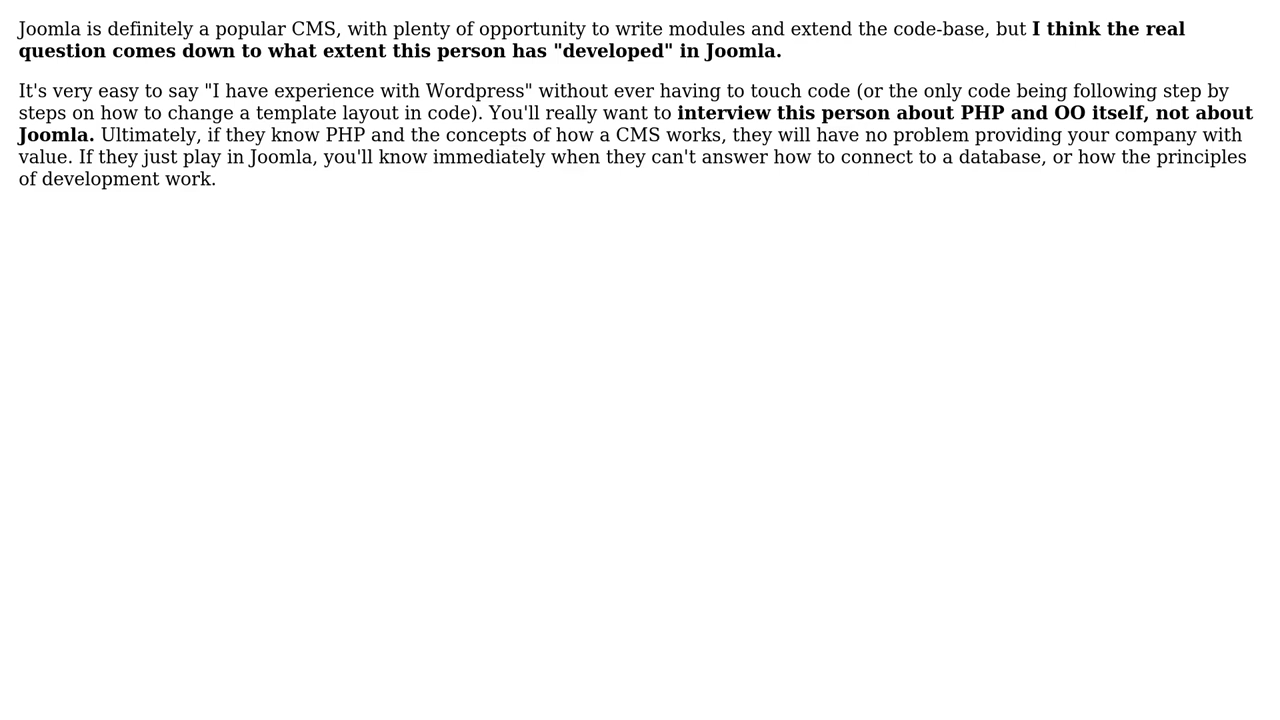 Joomla is definitely a popular CMS, with plenty of opportunity to write modules and extend the code-base, but I think the real
question comes down to what extent this person has "developed" in Joomla.
It's very easy to say "I have experience with Wordpress" without ever having to touch code (or the only code being following step by
steps on how to change a template layout in code). You'll really want to interview this person about PHP and OO itself, not about
Joomla. Ultimately, if they know PHP and the concepts of how a CMS works, they will have no problem providing your company with
value. If they just play in Joomla, you'll know immediately when they can't answer how to connect to a database, or how the principles
of development work.